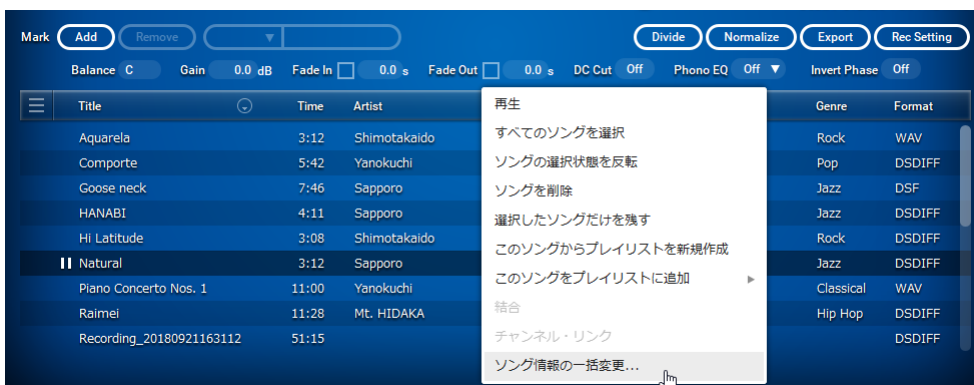 Mark Add Remove Divide Normalize Export Rec Setting
Balance C Gain 0.0 dB Fade In 0.0 s Fade Out 0.0 s DC Cut Off Phono EQ Off Invert Phase Off
Title Time Artist Genre Format
Aquarela 3:12 Shimotakaido Rock WAV
Comporte 5:42 Yanokuchi Pop DSDIFF
Goose neck 7:46 Sapporo Jazz DSF
HANABI 4:11 Sapporo Jazz DSDIFF
Hi Latitude 3:08 Shimotakaido Rock DSDIFF
Natural 3:12 Sapporo Jazz DSDIFF
Piano Concerto Nos. 1 11:00 Yanokuchi Classical WAV
Raimei 11:28 Mt. HIDAKA Hip Hop DSDIFF
Recording_20180921163112 51:15 DSDIFF
再生
すべてのソングを選択
ソングの選択状態を反転
ソングを削除
選択したソングだけを残す
このソングからプレイリストを新規作成
このソングをプレイリストに追加
結合
チャンネル・リンク
ソング情報の一括変更...